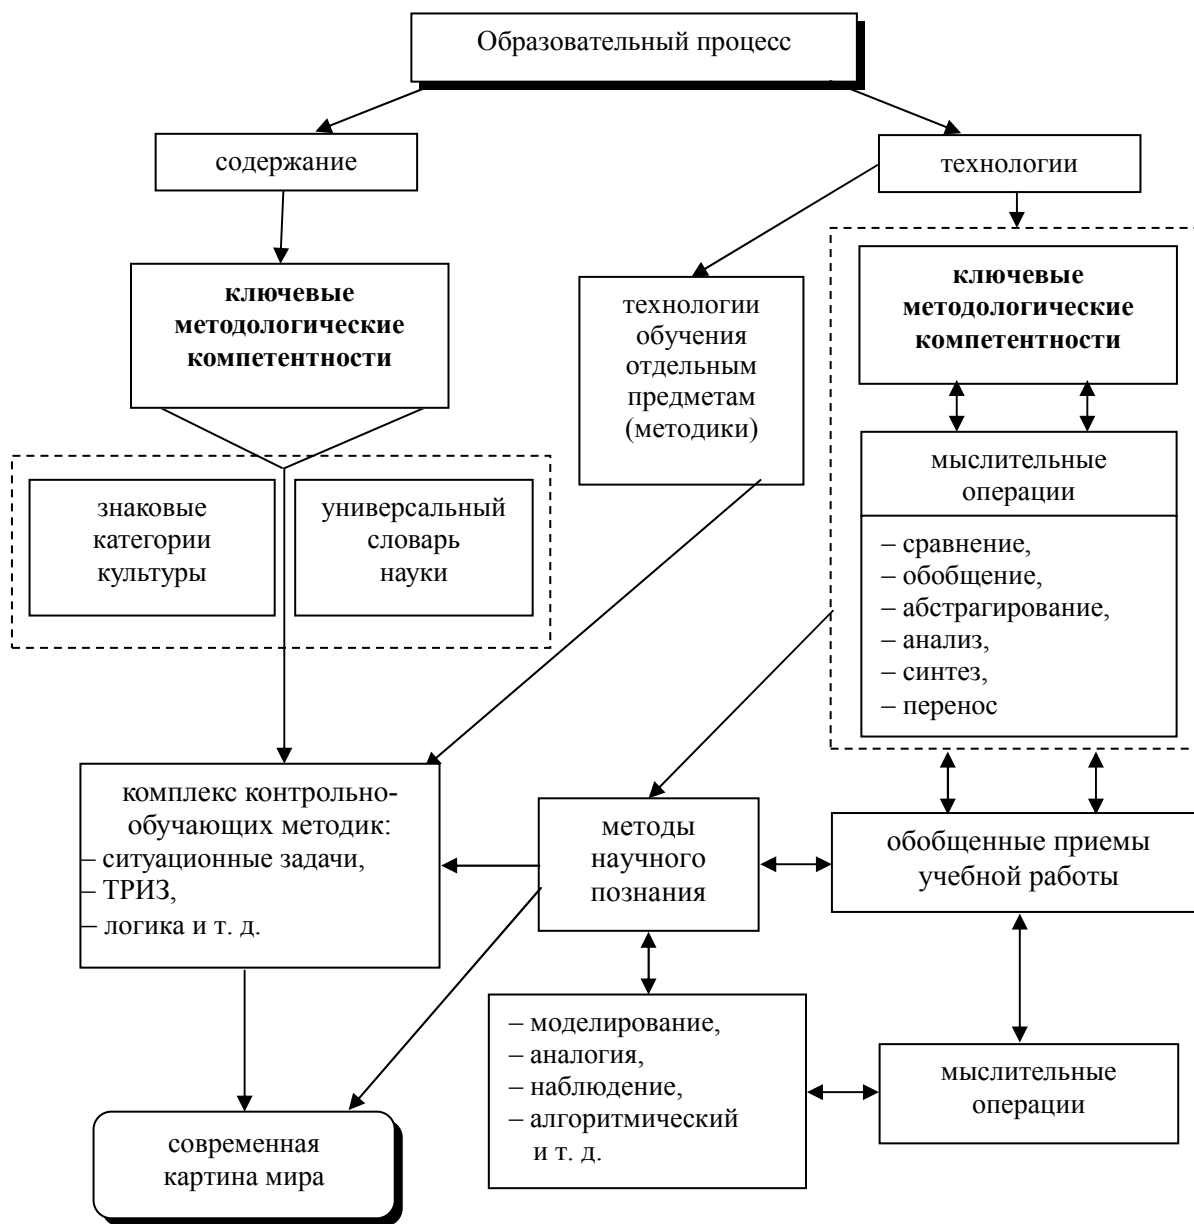 Образовательный процесс
содержание
технологии
ключевые
методологические
компетентности
технологии
обучения
отдельным
предметам
(методики)
ключевые
методологические
компетентности
мыслительные
операции
– сравнение,
– обобщение,
– абстрагирование,
– анализ,
– синтез,
– перенос
знаковые
категории
культуры
универсальный
словарь
науки
комплекс контрольно-
обучающих методик:
– ситуационные задачи,
– ТРИЗ,
– логика и т. д.
методы
научного
познания
обобщенные приемы
учебной работы
– моделирование,
– аналогия,
– наблюдение,
– алгоритмический
и т. д.
мыслительные
операции
современная
картина мира